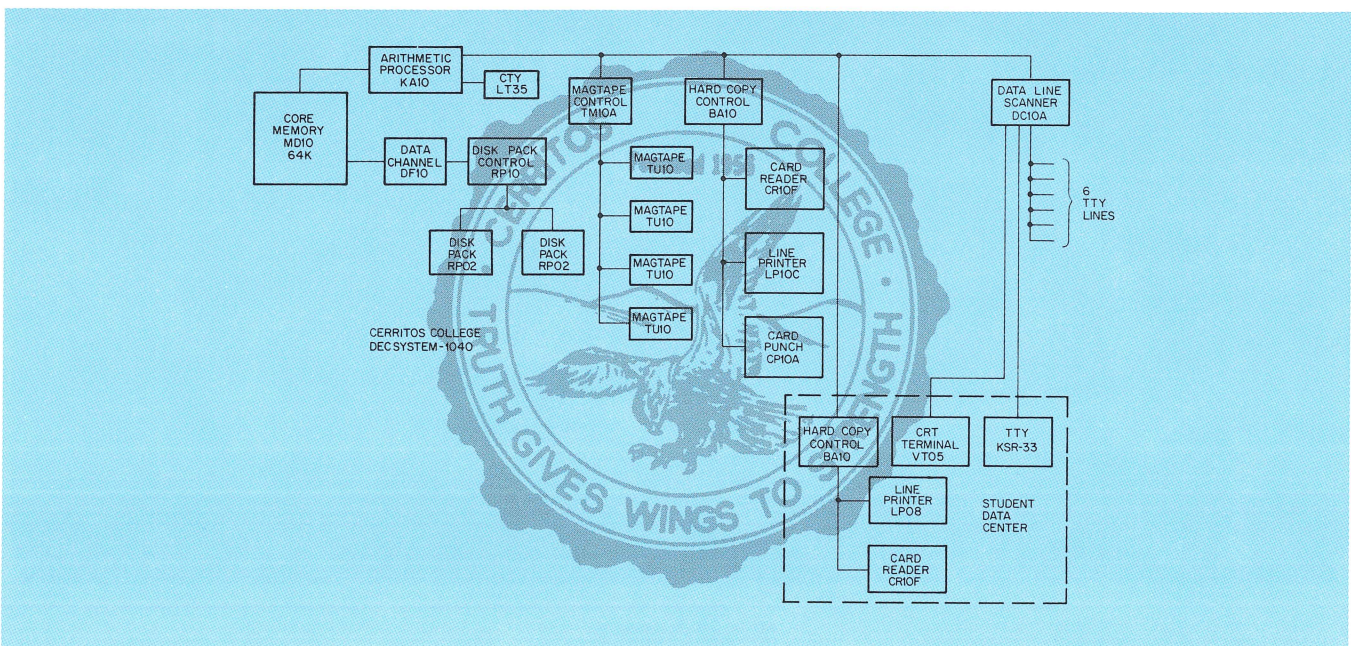 ARITHMETIC
PROCESSOR
KA10
CTY
LT35
CORE
MEMORY
MD10
64K
DATA
CHANNEL
DF10
DISK PACK
CONTROL
RP10
DISK
PACK
RP02
DISK
PACK
RP02
MAGTAPE
CONTROL
TM10A
MAGTAPE
TU10
MAGTAPE
TU10
MAGTAPE
TU10
MAGTAPE
TU10
HARD COPY
CONTROL
BA10
CARD
READER
CR10F
LINE
PRINTER
LP10C
CARD
PUNCH
CP10A
DATA LINE
SCANNER
DC10A
6
TTY
LINES
CERRITOS COLLEGE
DECSYSTEM-1040
HARD COPY
CONTROL
BA10
CRT
TERMINAL
VT05
TTY
KSR-33
LINE
PRINTER
LP08
CARD
READER
CR10F
STUDENT
DATA
CENTER
CERRITOS COLLEGE
Founded 1955
TRUTH GIVES WINGS TO STRENGTH